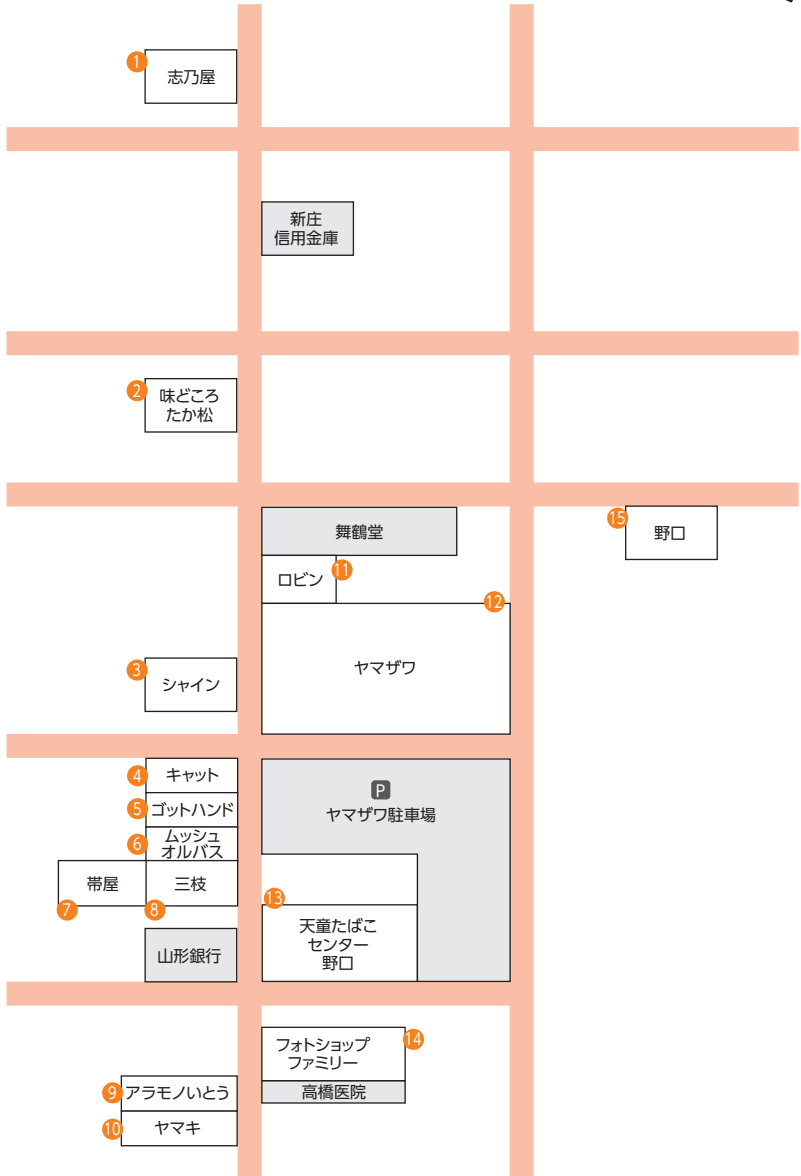 1
志乃屋
新庄
信用金庫
2
味どころ
たか松
舞鶴堂
15
野口
ロビン
11
12
ヤマザワ
3
シャイン
4
キャット
5
ゴットハンド
6
ムッシュ
オルバス
P
ヤマザワ駐車場
帯屋
7
三枝
8
山形銀行
13
天童たばこ
センター
野口
フォトショップ
ファミリー
14
高橋医院
9
アラモノいとう
10
ヤマキ